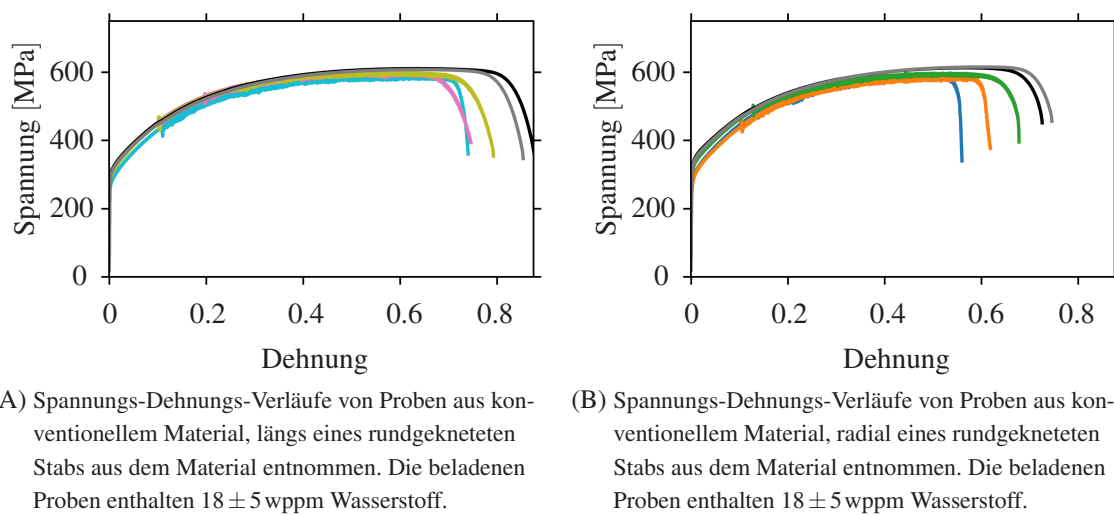 600
400
200
0
0
0.2
0.4
0.6
0.8
Spannung [MPa]
Dehnung
600
400
200
0
0
0.2
0.4
0.6
0.8
Spannung [MPa]
Dehnung
A) Spannungs-Dehnungs-Verläufe von Proben aus kon-
ventionellem Material, längs eines rundgekneteten
Stabs aus dem Material entnommen. Die beladenen
Proben enthalten 18 ± 5 wppm Wasserstoff.
(B) Spannungs-Dehnungs-Verläufe von Proben aus kon-
ventionellem Material, radial eines rundgekneteten
Stabs aus dem Material entnommen. Die beladenen
Proben enthalten 18 ± 5 wppm Wasserstoff.